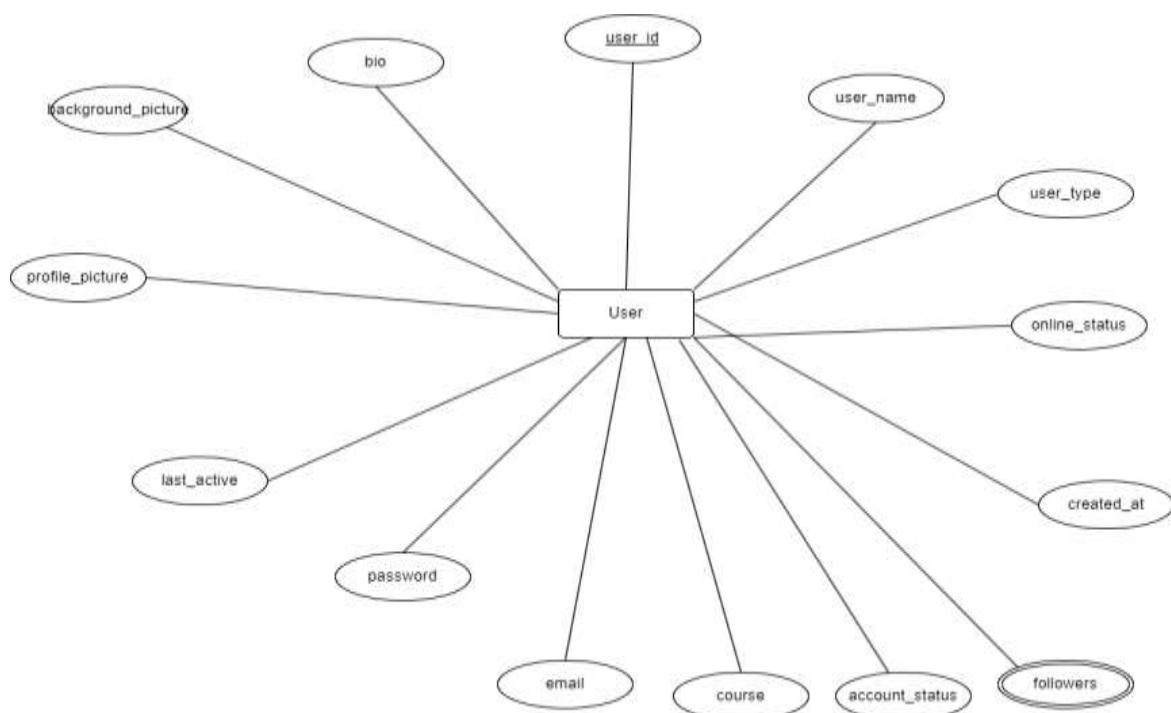 user_id
bio
user_name
background_picture
user_type
profile_picture
User
online_status
last_active
created_at
password
email
course
account_status
followers